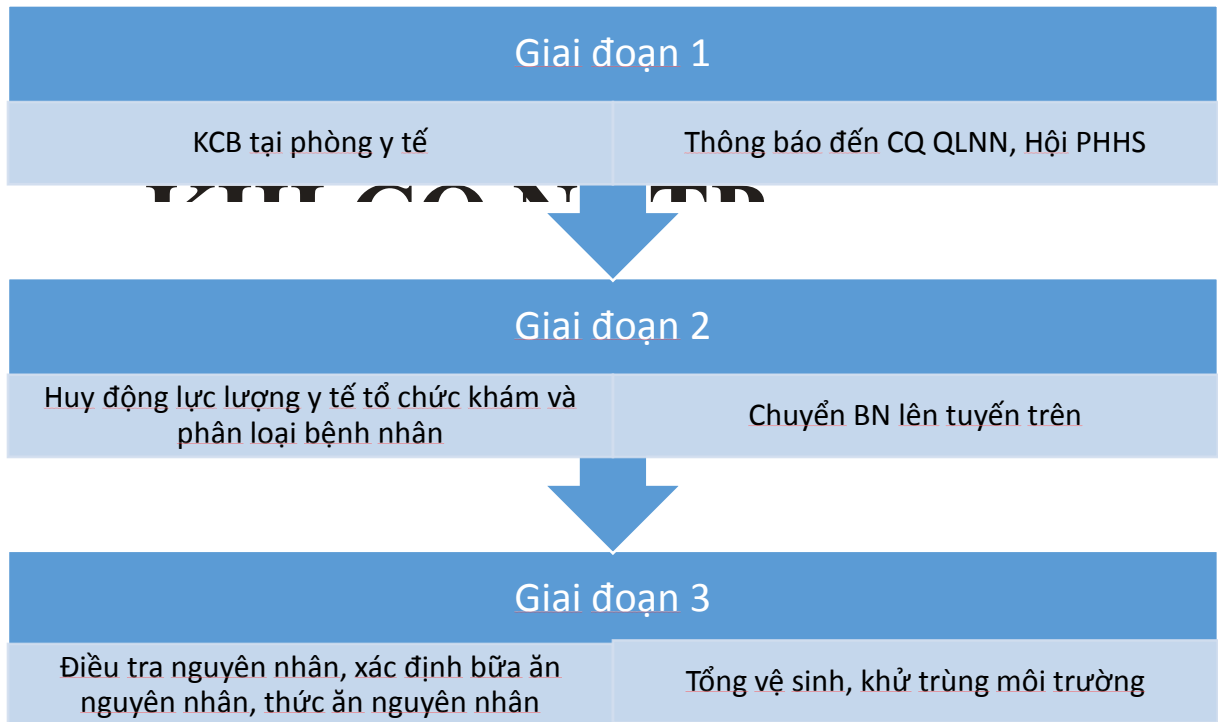 Giai đoạn 1
KCB tại phòng y tế
Thông báo đến CQ QLNN, Hội PHHS
Giai đoạn 2
Huy động lực lượng y tế tổ chức khám và
phân loại bệnh nhân
Chuyển BN lên tuyến trên
Giai đoạn 3
Điều tra nguyên nhân, xác định bữa ăn
nguyên nhân, thức ăn nguyên nhân
Tổng vệ sinh, khử trùng môi trường